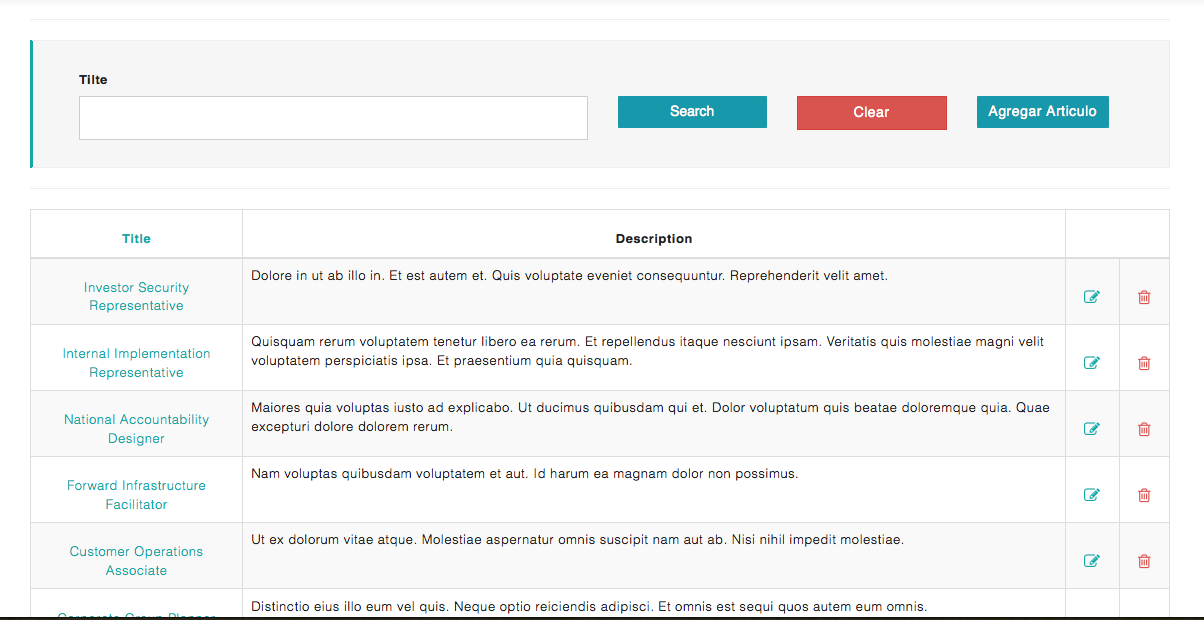 Tilte
Search
Clear
Agregar Articulo
Title
Description
Investor Security
Representative
Dolore in ut ab illo in. Et est autem et. Quis voluptate eveniet consequuntur. Reprehenderit velit amet.
Internal Implementation
Representative
Quisquam rerum voluptatem tenetur libero ea rerum. Et repellendus itaque nesciunt ipsam. Veritatis quis molestiae magni velit
voluptatem perspiciatis ipsa. Et praesentium quia quisquam.
National Accountability
Designer
Maiores quia voluptas iusto ad explicabo. Ut ducimus quibusdam qui et. Dolor voluptatum quis beatae doloremque quia. Quae
excepturi dolore dolorem rerum.
Forward Infrastructure
Facilitator
Nam voluptas quibusdam voluptatem et aut. Id harum ea magnam dolor non possimus.
Customer Operations
Associate
Ut ex dolorum vitae atque. Molestiae aspernatur omnis suscipit nam aut ab. Nisi nihil impedit molestiae.
Corporate Group Planner
Distinctio eius illo eum vel quis. Neque optio reiciendis adipisci. Et omnis est sequi quos autem eum omnis.